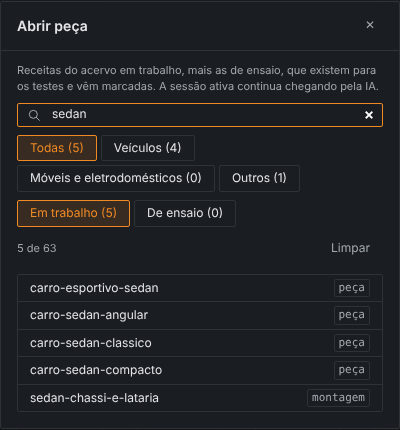 Abrir peça ×
Receitas do acervo em trabalho, mais as de ensaio, que existem para
os testes e vêm marcadas. A sessão ativa continua chegando pela IA.
sedan ×
Todas (5) Veículos (4)
Móveis e eletrodomésticos (0) Outros (1)
Em trabalho (5) De ensaio (0)
5 de 63 Limpar
carro-esportivo-sedan peça
carro-sedan-angular peça
carro-sedan-classico peça
carro-sedan-compacto peça
sedan-chassi-e-lataria montagem